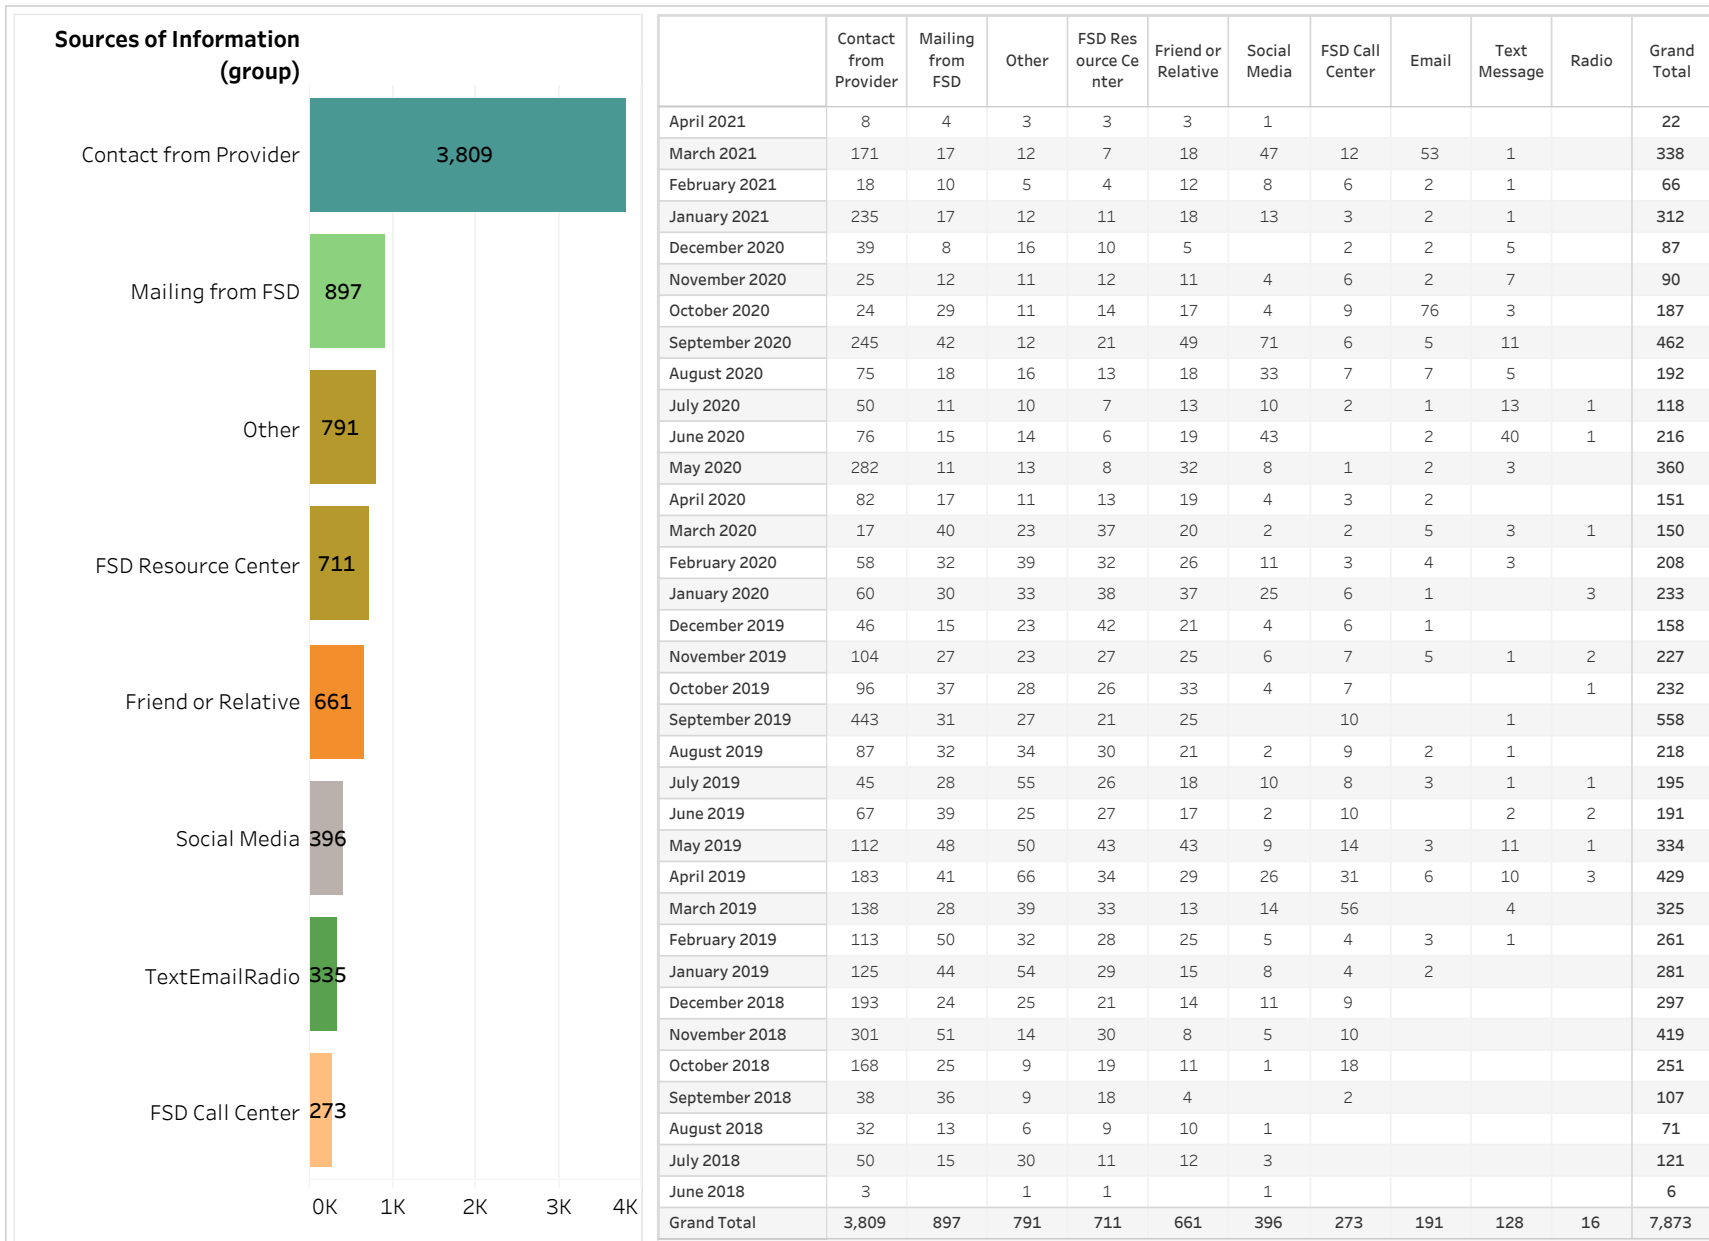 Sources of Information
(group)
Contact from Provider
3,809
Mailing from FSD
897
Other
791
FSD Resource Center
711
Friend or Relative
661
Social Media
396
TextEmailRadio
335
FSD Call Center
273
0K 1K 2K 3K 4K
Contact from Provider Mailing from FSD Other FSD Res ource Ce nter Friend or Relative Social Media FSD Call Center Email Text Message Radio Grand Total
April 2021 8 4 3 3 3 1 22
March 2021 171 17 12 7 18 47 12 53 1 338
February 2021 18 10 5 4 12 8 6 2 1 66
January 2021 235 17 12 11 18 13 3 2 1 312
December 2020 39 8 16 10 5 2 2 5 87
November 2020 25 12 11 12 11 4 6 2 7 90
October 2020 24 29 11 14 17 4 9 76 3 187
September 2020 245 42 12 21 49 71 6 5 11 462
August 2020 75 18 16 13 18 33 7 7 5 192
July 2020 50 11 10 7 13 10 2 1 13 1 118
June 2020 76 15 14 6 19 43 2 40 1 216
May 2020 282 11 13 8 32 8 1 2 3 360
April 2020 82 17 11 13 19 4 3 2 151
March 2020 17 40 23 37 20 2 2 5 3 1 150
February 2020 58 32 39 32 26 11 3 4 3 208
January 2020 60 30 33 38 37 25 6 1 3 233
December 2019 46 15 23 42 21 4 6 1 158
November 2019 104 27 23 27 25 6 7 5 1 2 227
October 2019 96 37 28 26 33 4 7 1 232
September 2019 443 31 27 21 25 10 1 558
August 2019 87 32 34 30 21 2 9 2 1 218
July 2019 45 28 55 26 18 10 8 3 1 1 195
June 2019 67 39 25 27 17 2 10 2 2 191
May 2019 112 48 50 43 43 9 14 3 11 1 334
April 2019 183 41 66 34 29 26 31 6 10 3 429
March 2019 138 28 39 33 13 14 56 4 325
February 2019 113 50 32 28 25 5 4 3 1 261
January 2019 125 44 54 29 15 8 4 2 281
December 2018 193 24 25 21 14 11 9 297
November 2018 301 51 14 30 8 5 10 419
October 2018 168 25 9 19 11 1 18 251
September 2018 38 36 9 18 4 2 107
August 2018 32 13 6 9 10 1 71
July 2018 50 15 30 11 12 3 121
June 2018 3 1 1 1 6
Grand Total 3,809 897 791 711 661 396 273 191 128 16 7,873